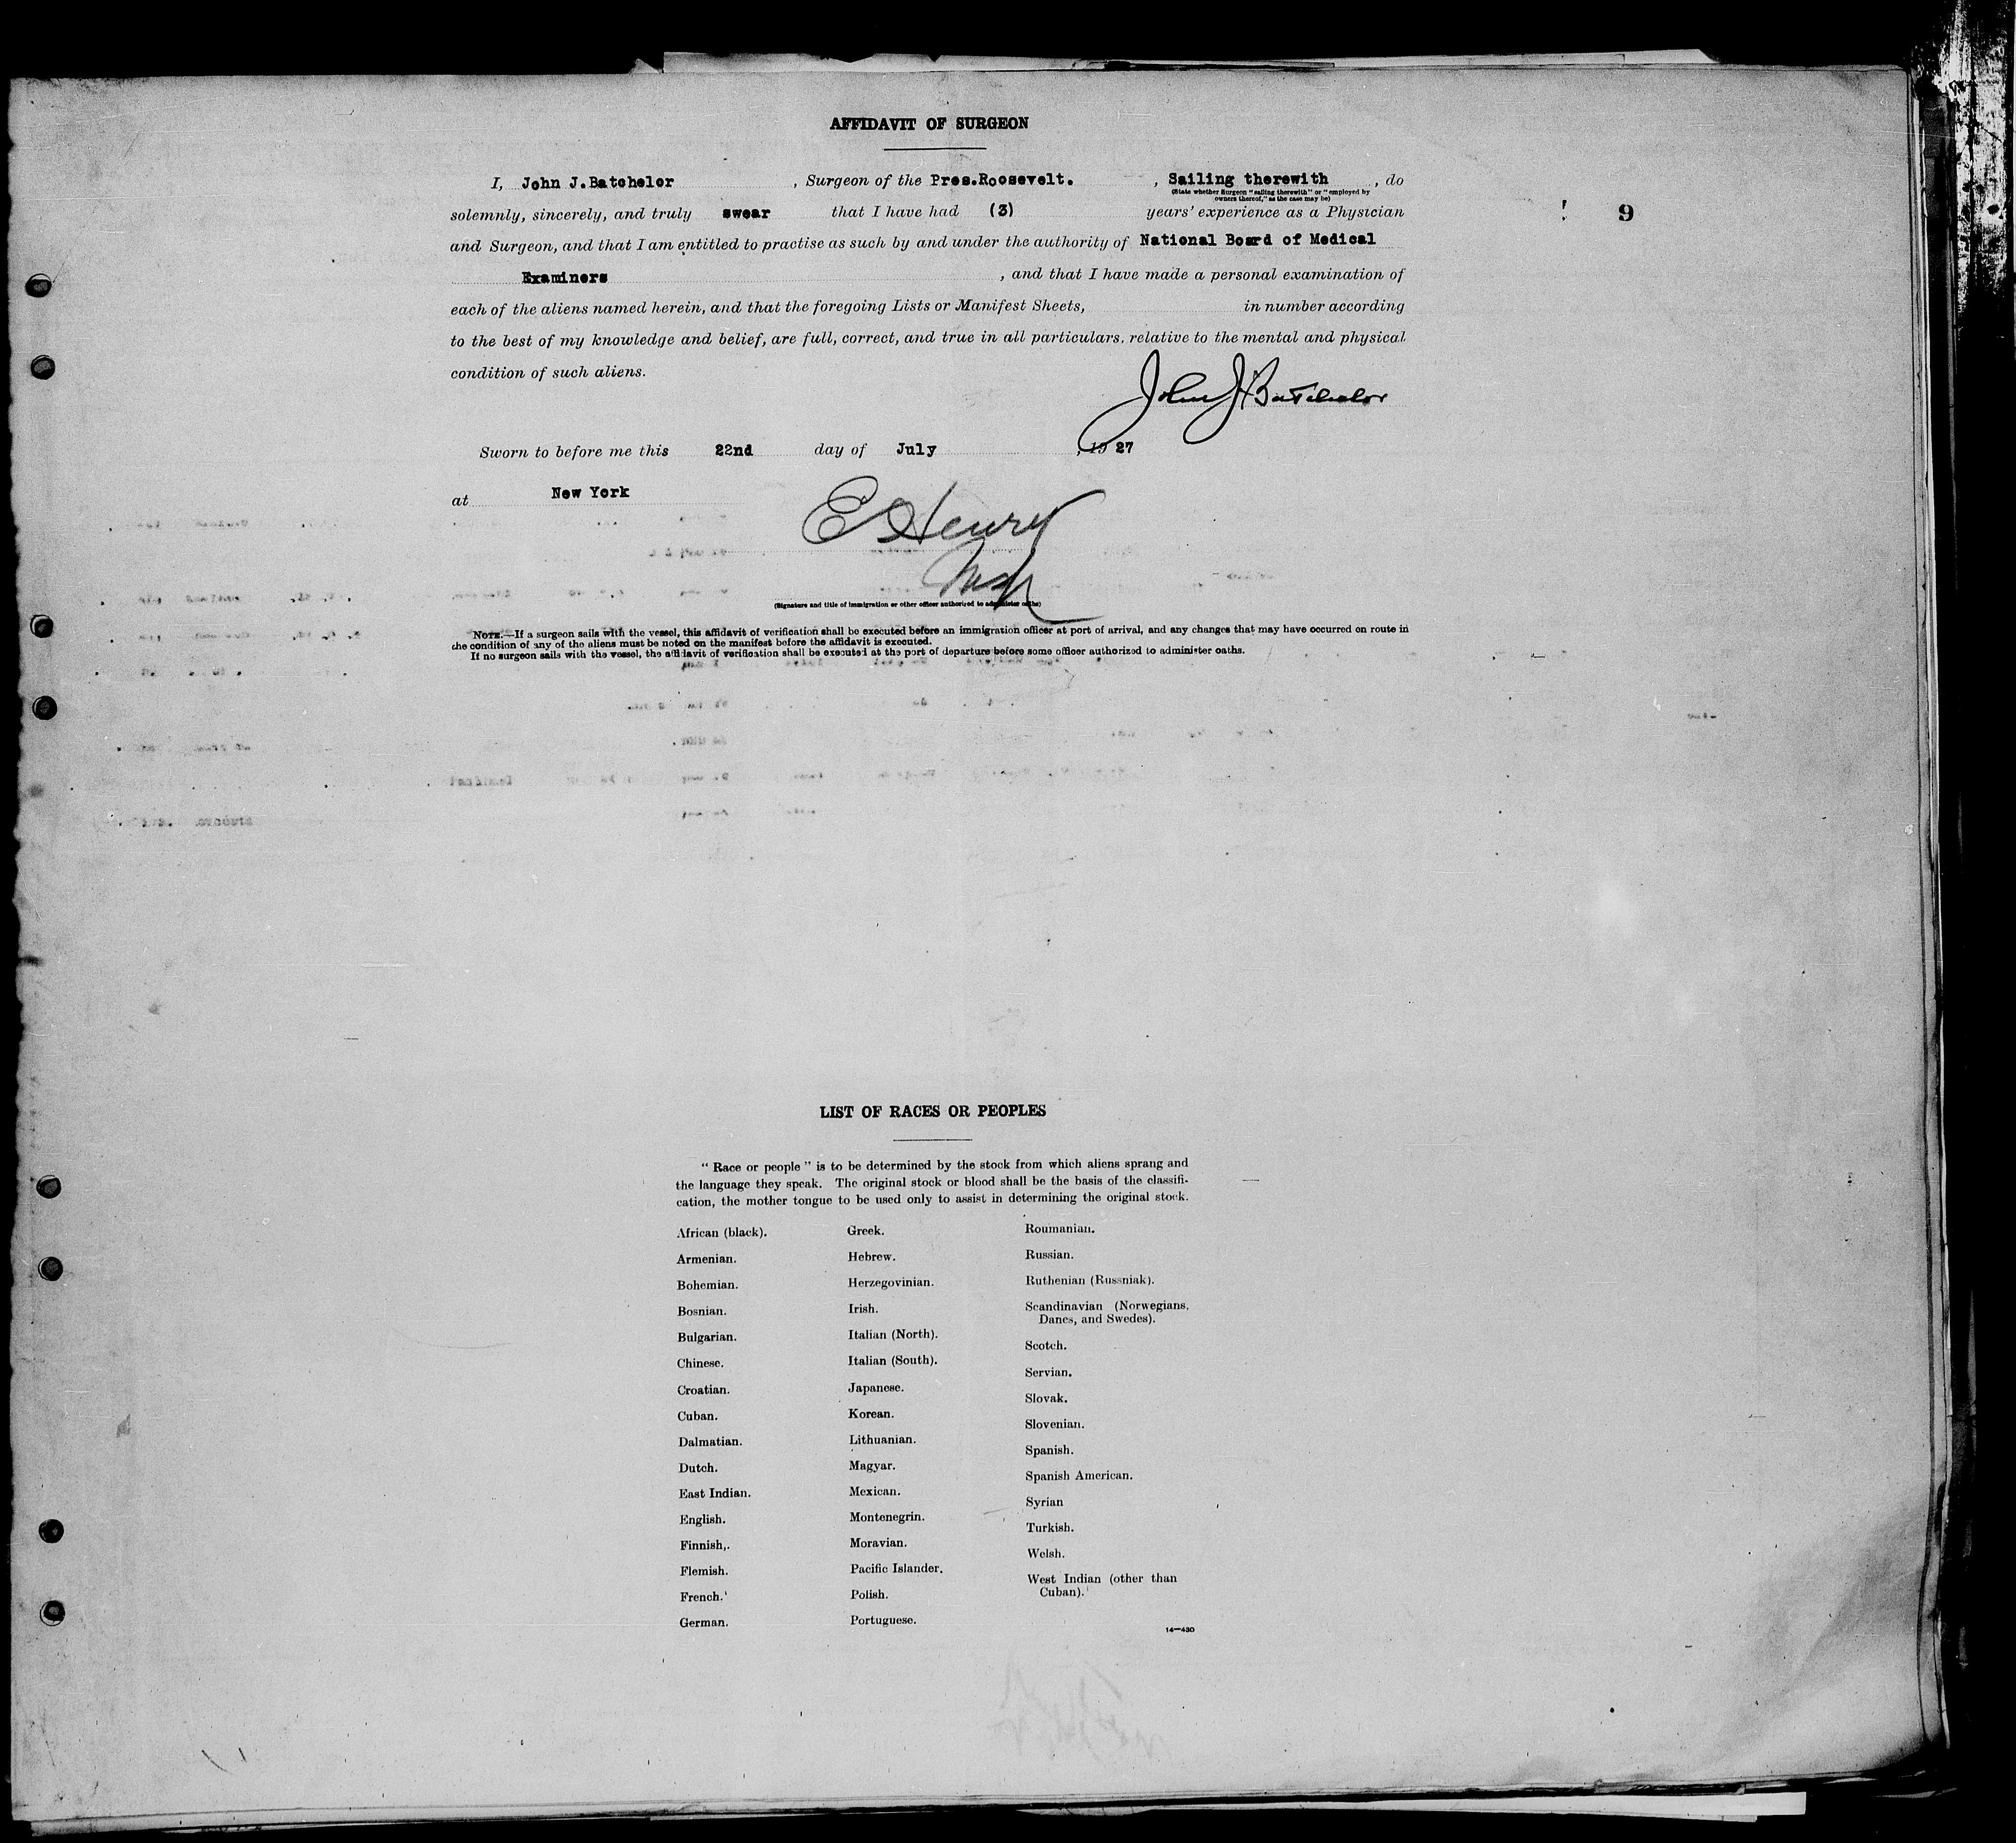 AFFIDAVIT OF SURGEON
I, John J.Batchelor , Surgeon of the Pres.Roosevelt. , Sailing therewith , do
(State whether Surgeon "sailing therewith" or "employed by
owners thereof," as the case may be)
solemnly, sincerely, and truly swear that I have had (3) years' experience as a Physician
9
and Surgeon, and that I am entitled to practise as such by and under the authority of National Board of Medical
Examiners , and that I have made a personal examination of
each of the aliens named herein, and that the foregoing Lists or Manifest Sheets, in number according
to the best of my knowledge and belief, are full, correct, and true in all particulars, relative to the mental and physical
condition of such aliens.
John J Batchelor
Sworn to before me this 22nd day of July , 19 27
at New York
E Henry
(Signature and title of immigration or other officer authorized to administer oaths)
NOTE.—If a surgeon sails with the vessel, this affidavit of verification shall be executed before an immigration officer at port of arrival, and any changes that may have occurred on route in
the condition of any of the aliens must be noted on the manifest before the affidavit is executed.
If no surgeon sails with the vessel, the affidavit of verification shall be executed at the port of departure before some officer authorized to administer oaths.
LIST OF RACES OR PEOPLES
"Race or people" is to be determined by the stock from which aliens sprang and
the language they speak. The original stock or blood shall be the basis of the classifi-
cation, the mother tongue to be used only to assist in determining the original stock.
African (black).
Armenian.
Bohemian.
Bosnian.
Bulgarian.
Chinese.
Croatian.
Cuban.
Dalmatian.
Dutch.
East Indian.
English.
Finnish,.
Flemish.
French.
German.
Greek.
Hebrew.
Herzegovinian.
Irish.
Italian (North).
Italian (South).
Japanese.
Korean.
Lithuanian.
Magyar.
Mexican.
Montenegrin.
Moravian.
Pacific Islander.
Polish.
Portuguese.
Roumanian.
Russian.
Ruthenian (Russniak).
Scandinavian (Norwegians,
Danes, and Swedes).
Scotch.
Servian.
Slovak.
Slovenian.
Spanish.
Spanish American.
Syrian
Turkish.
Welsh.
West Indian (other than
Cuban).
14—430